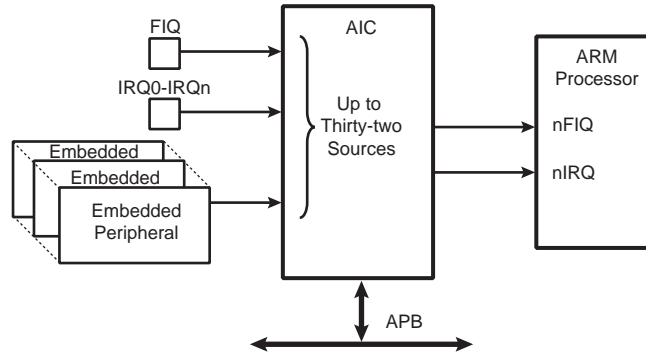 FIQ
IRQ0-IRQn
Embedded
Embedded
Embedded
Peripheral
AIC
Up to
Thirty-two
Sources
ARM
Processor
nFIQ
nIRQ
APB